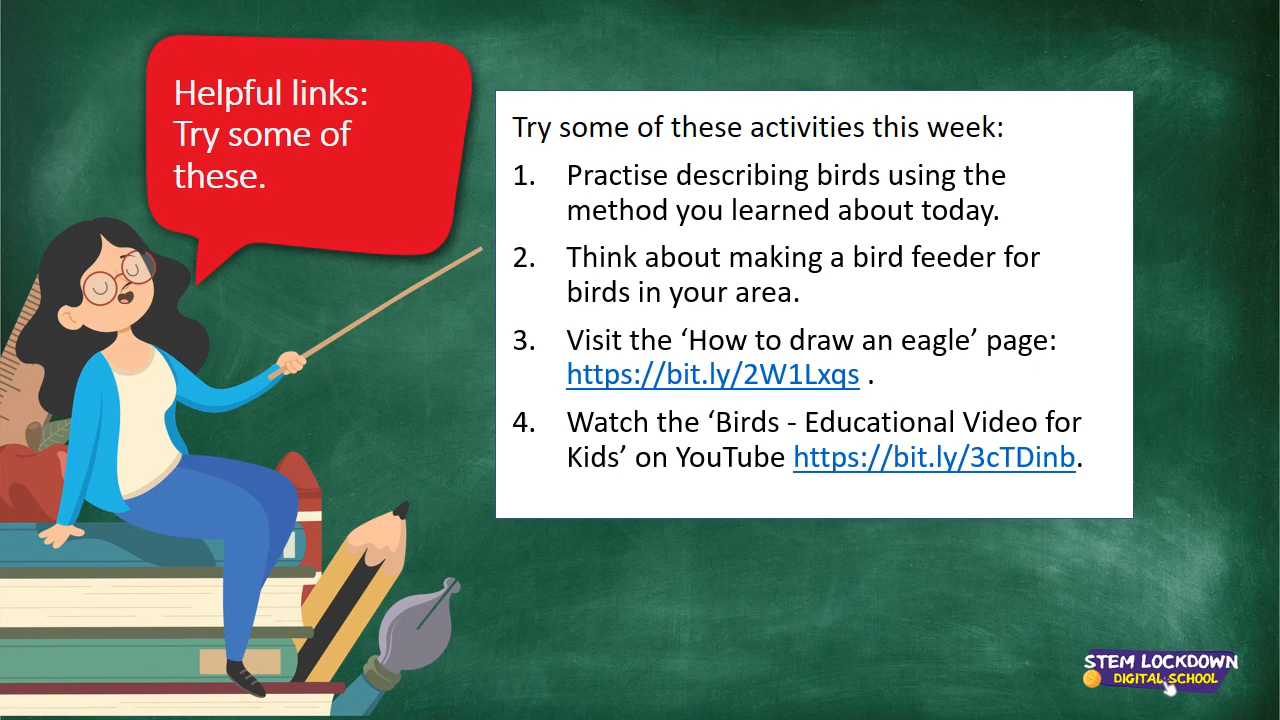 Helpful links:
Try some of
these.
Try some of these activities this week:
1. Practise describing birds using the
method you learned about today.
2. Think about making a bird feeder for
birds in your area.
3. Visit the ‘How to draw an eagle’ page:
https://bit.ly/2W1Lxqs .
4. Watch the ‘Birds - Educational Video for
Kids’ on YouTube https://bit.ly/3cTDinb.
STEM LOCKDOWN
DIGITAL SCHOOL